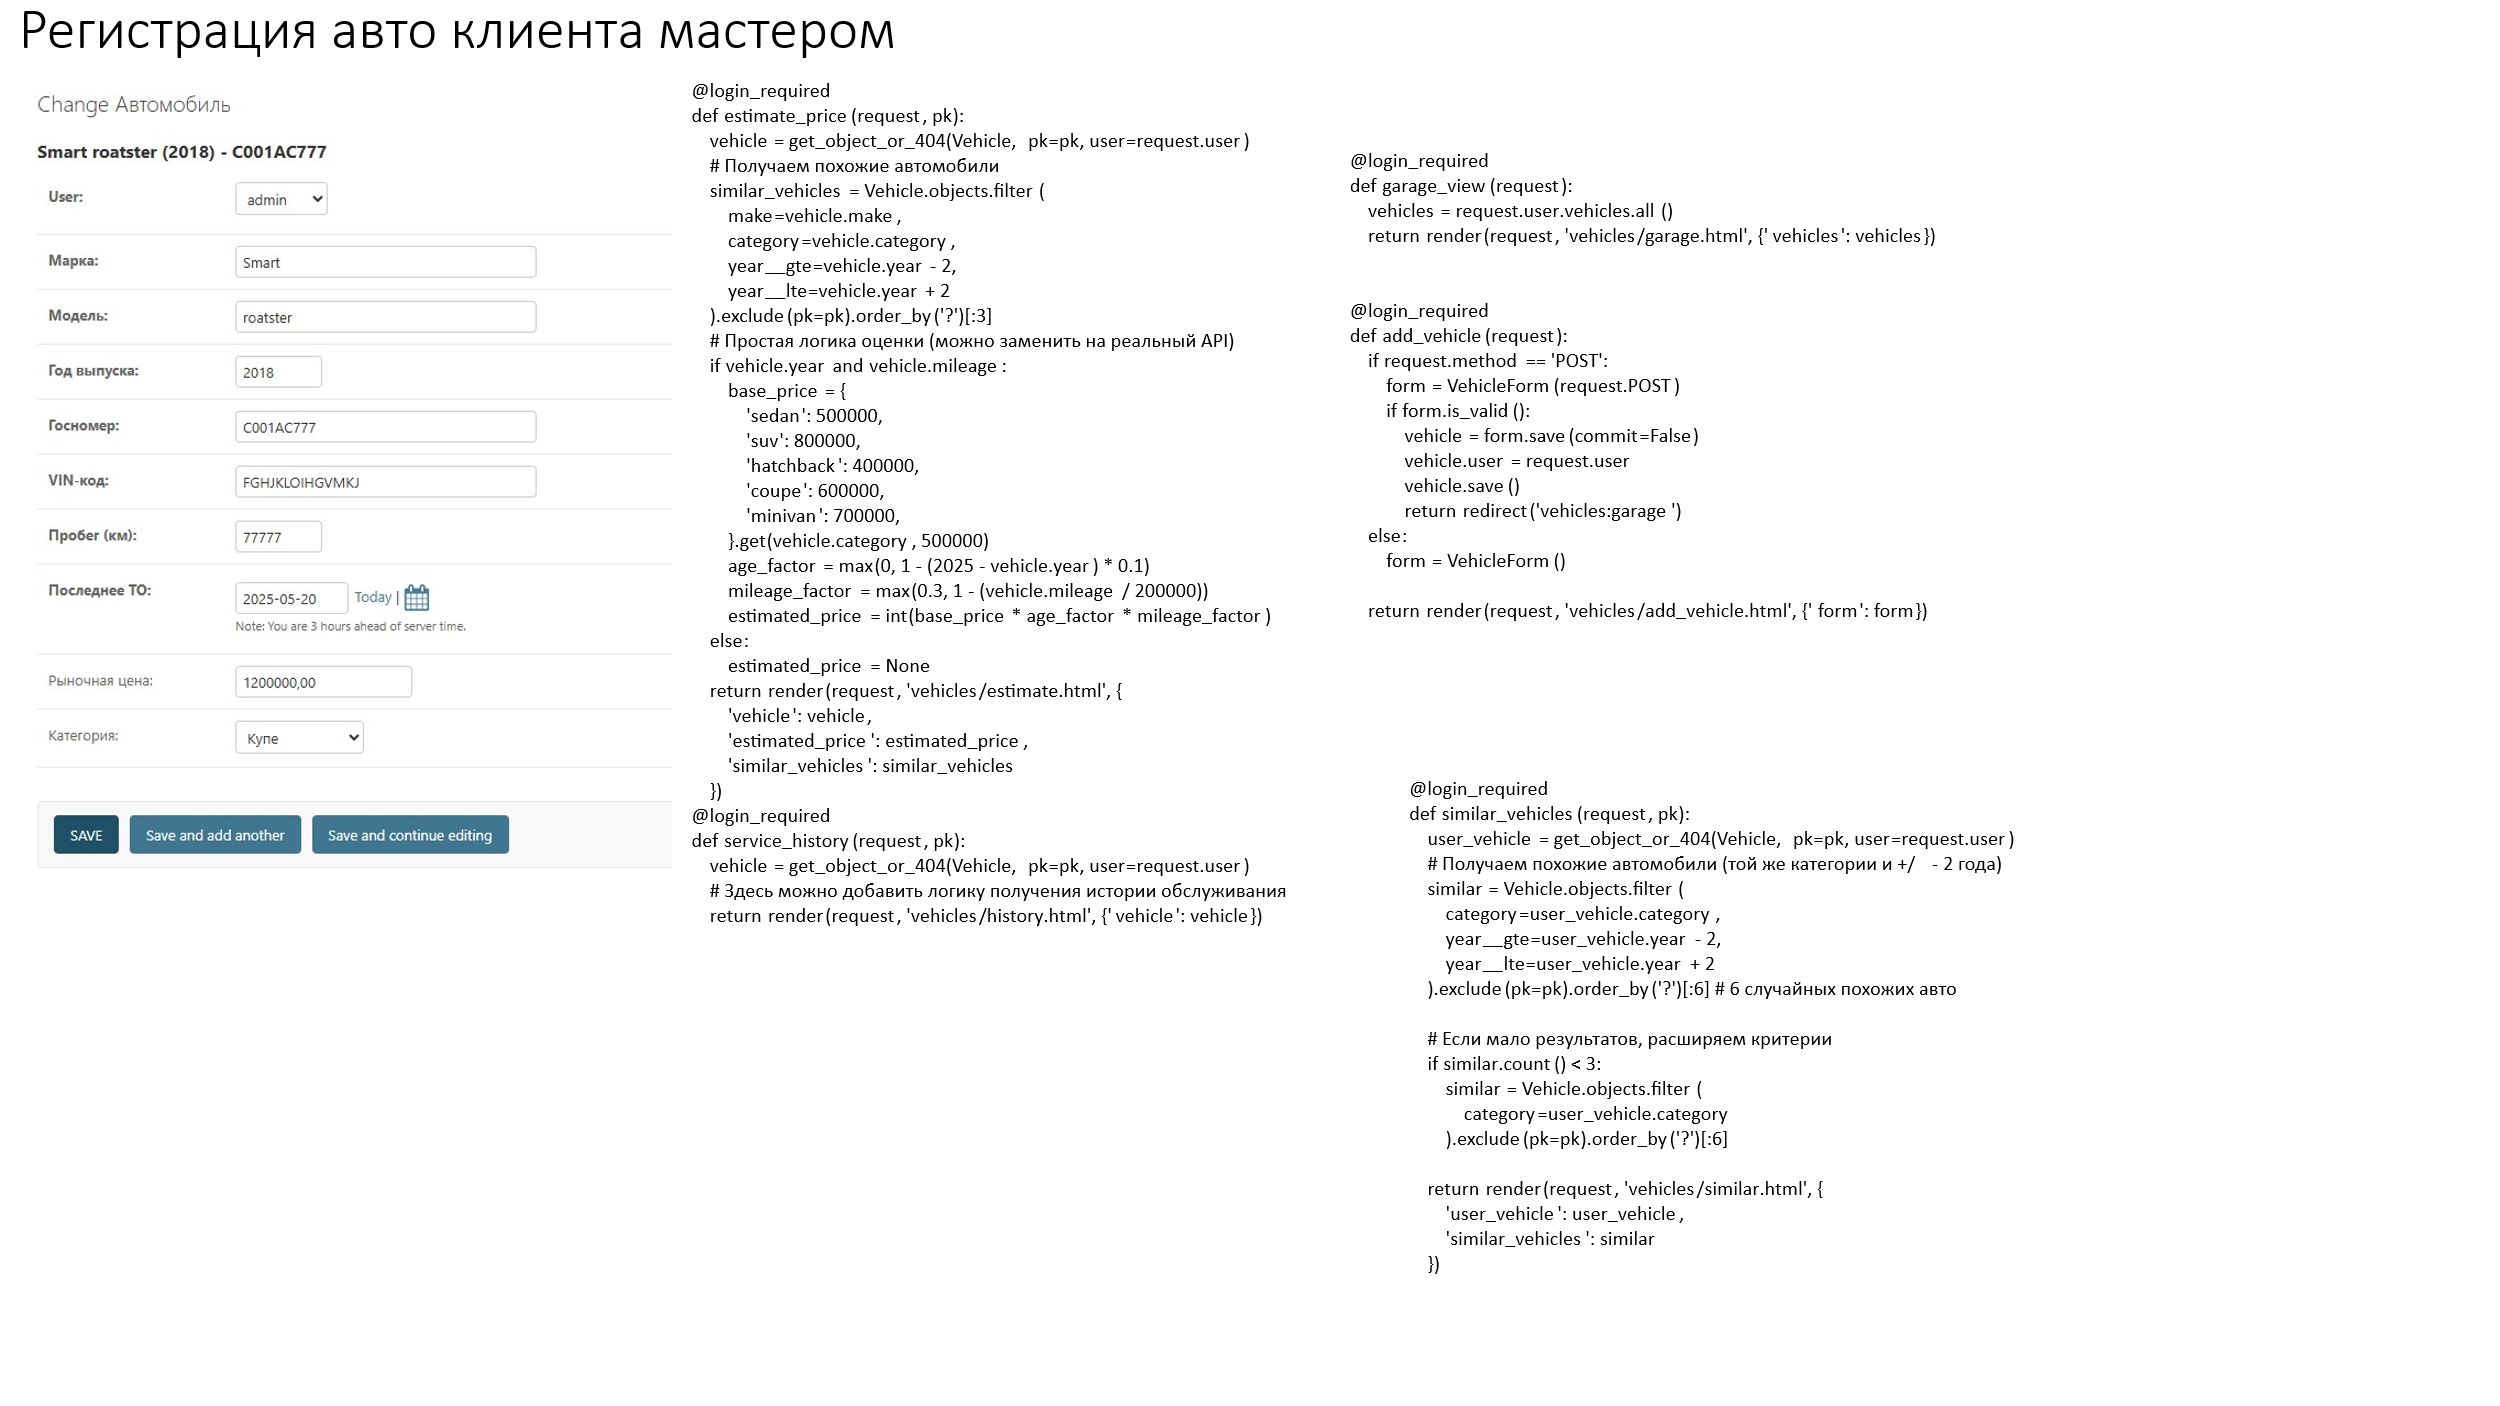 Регистрация авто клиента мастером
Change Автомобиль
Smart roatster (2018) - C001AC777
User: admin
Марка: Smart
Модель: roatster
Год выпуска: 2018
Госномер: C001AC777
VIN-код: FGHJKLOIHGVMKJ
Пробег (км): 77777
Последнее ТО: 2025-05-20 Today |
Note: You are 3 hours ahead of server time.
Рыночная цена: 1200000,00
Категория: Купе
SAVE Save and add another Save and continue editing
@login_required
def estimate_price (request, pk):
    vehicle = get_object_or_404(Vehicle, pk=pk, user=request.user )
    # Получаем похожие автомобили
    similar_vehicles = Vehicle.objects.filter (
        make=vehicle.make ,
        category=vehicle.category ,
        year__gte=vehicle.year - 2,
        year__lte=vehicle.year + 2
    ).exclude (pk=pk).order_by ('?')[:3]
    # Простая логика оценки (можно заменить на реальный API)
    if vehicle.year and vehicle.mileage :
        base_price = {
            'sedan': 500000,
            'suv': 800000,
            'hatchback': 400000,
            'coupe': 600000,
            'minivan': 700000,
        }.get(vehicle.category , 500000)
        age_factor = max(0, 1 - (2025 - vehicle.year ) * 0.1)
        mileage_factor = max(0.3, 1 - (vehicle.mileage / 200000))
        estimated_price = int(base_price * age_factor * mileage_factor )
    else:
        estimated_price = None
    return render(request, 'vehicles/estimate.html', {
        'vehicle': vehicle,
        'estimated_price ': estimated_price ,
        'similar_vehicles ': similar_vehicles
    })
@login_required
def service_history (request, pk):
    vehicle = get_object_or_404(Vehicle, pk=pk, user=request.user )
    # Здесь можно добавить логику получения истории обслуживания
    return render(request, 'vehicles/history.html', {' vehicle': vehicle})
@login_required
def garage_view (request):
    vehicles = request.user.vehicles.all ()
    return render(request, 'vehicles/garage.html', {' vehicles': vehicles})
@login_required
def add_vehicle (request):
    if request.method == 'POST':
        form = VehicleForm (request.POST )
        if form.is_valid ():
            vehicle = form.save (commit=False)
            vehicle.user = request.user
            vehicle.save ()
            return redirect('vehicles:garage ')
    else:
        form = VehicleForm ()
    return render(request, 'vehicles/add_vehicle.html', {' form': form})
@login_required
def similar_vehicles (request, pk):
    user_vehicle = get_object_or_404(Vehicle, pk=pk, user=request.user )
    # Получаем похожие автомобили (той же категории и +/ - 2 года)
    similar = Vehicle.objects.filter (
        category=user_vehicle.category ,
        year__gte=user_vehicle.year - 2,
        year__lte=user_vehicle.year + 2
    ).exclude (pk=pk).order_by ('?')[:6] # 6 случайных похожих авто
    # Если мало результатов, расширяем критерии
    if similar.count () < 3:
        similar = Vehicle.objects.filter (
            category=user_vehicle.category
        ).exclude (pk=pk).order_by ('?')[:6]
    return render(request, 'vehicles/similar.html', {
        'user_vehicle ': user_vehicle ,
        'similar_vehicles ': similar
    })